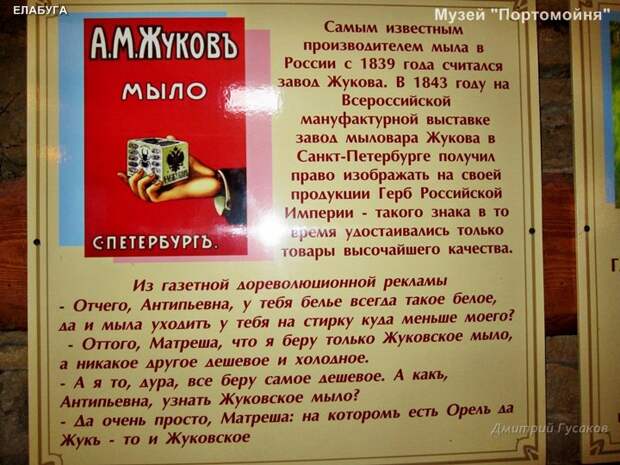 ЕЛАБУГА
Музей "Портомойня"
А.М.ЖУКОВЪ
МЫЛО
С-ПЕТЕРБУРГЪ.
Самым известным
производителем мыла в
России с 1839 года считался
завод Жукова. В 1843 году на
Всероссийской
мануфактурной выставке
завод мыловара Жукова в
Санкт-Петербурге получил
право изображать на своей
продукции Герб Российской
Империи - такого знака в то
время удостаивались только
товары высочайшего качества.
Из газетной дореволюционной рекламы
- Отчего, Антипьевна, у тебя белье всегда такое белое,
да и мыла уходить у тебя на стирку куда меньше моего?
- Оттого, Матреша, что я беру только Жуковское мыло,
а никакое другое дешевое и холодное.
- А я то, дура, все беру самое дешевое. А какъ,
Антипьевна, узнать Жуковское мыло?
- Да очень просто, Матреша: на которомъ есть Орелъ да
Жукъ - то и Жуковское
Дмитрий Гусаков